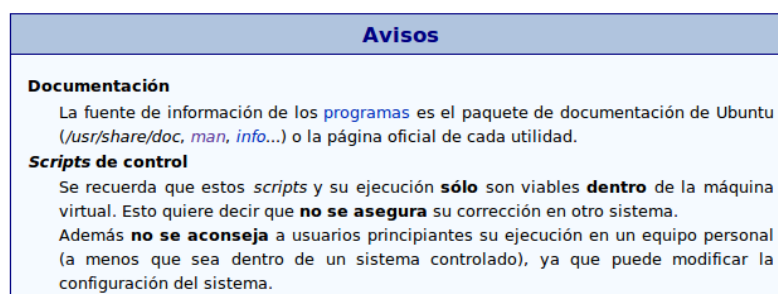 Avisos
Documentación
La fuente de información de los programas es el paquete de documentación de Ubuntu
(/usr/share/doc, man, info...) o la página oficial de cada utilidad.
Scripts de control
Se recuerda que estos scripts y su ejecución sólo son viables dentro de la máquina
virtual. Esto quiere decir que no se asegura su corrección en otro sistema.
Además no se aconseja a usuarios principiantes su ejecución en un equipo personal
(a menos que sea dentro de un sistema controlado), ya que puede modificar la
configuración del sistema.